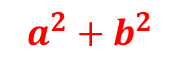 a² + b²